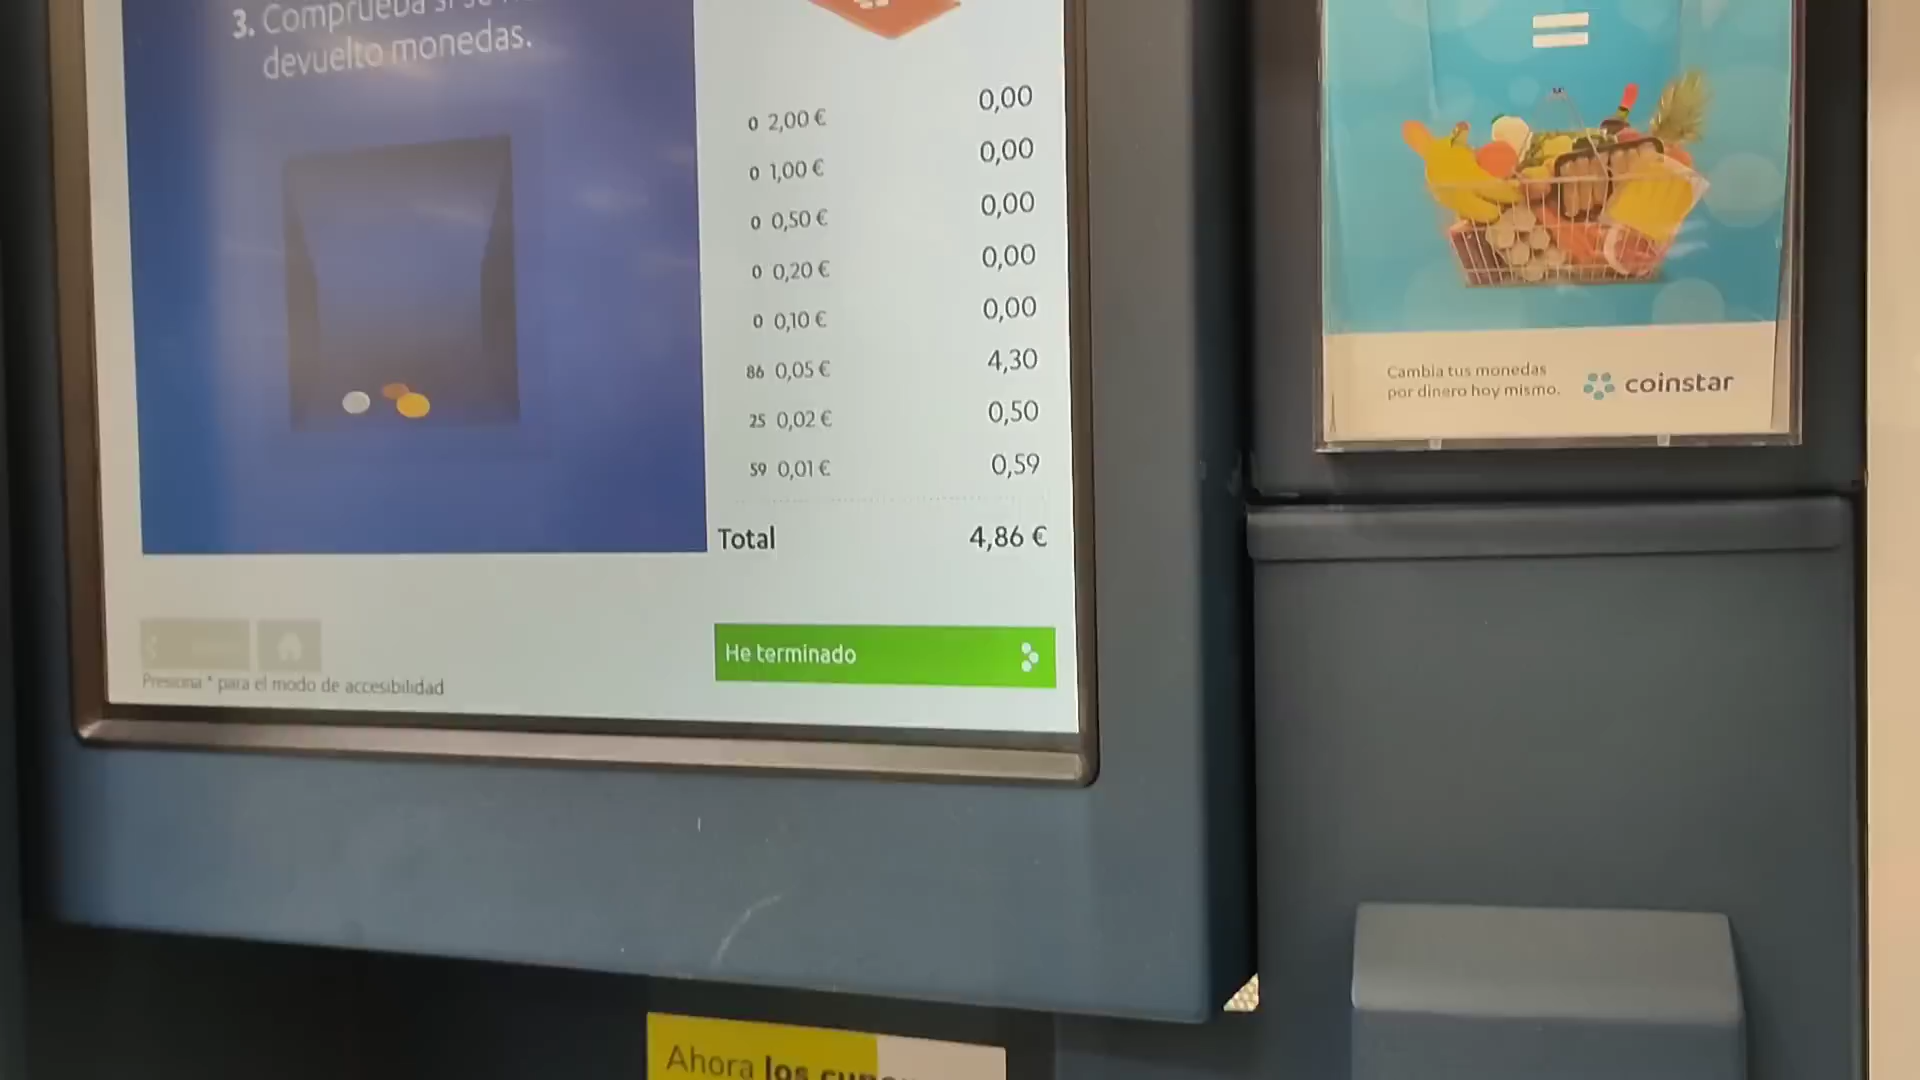 3. Comprueba si se
devuelto monedas.
0 2,00 € 0,00
0 1,00 € 0,00
0 0,50 € 0,00
0 0,20 € 0,00
0 0,10 € 0,00
86 0,05 € 4,30
25 0,02 € 0,50
59 0,01 € 0,59
Total 4,86 €
He terminado
Presiona * para el modo de accesibilidad
Cambia tus monedas
por dinero hoy mismo.
coinstar
Ahora los